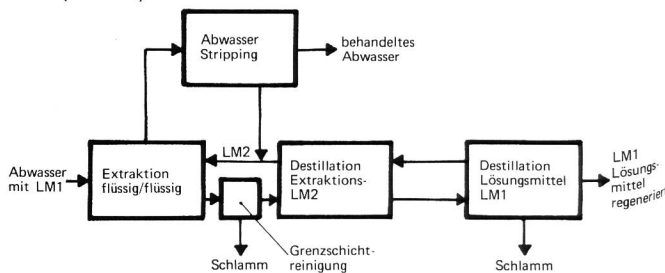 Abwasser
Stripping
behandeltes
Abwasser
Abwasser
mit LM1
Extraktion
flüssig/flüssig
LM2
Destillation
Extraktions-
LM2
Destillation
Lösungsmittel
LM1
LM1
Lösungs-
mittel
regeneriert
Schlamm
Grenzschicht-
reinigung
Schlamm